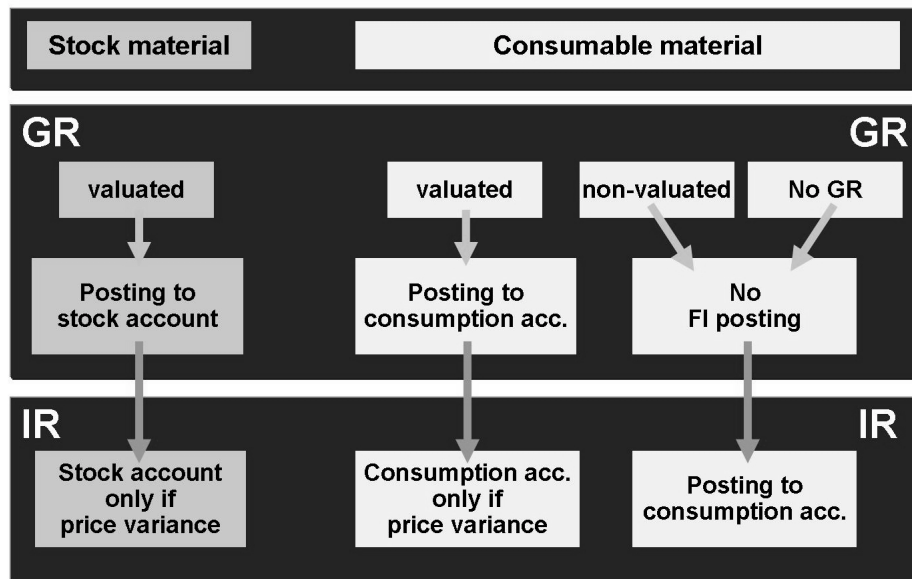 Stock material
Consumable material
GR
GR
valuated
valuated
non-valuated
No GR
Posting to
stock account
Posting to
consumption acc.
No
FI posting
IR
IR
Stock account
only if
price variance
Consumption acc.
only if
price variance
Posting to
consumption acc.